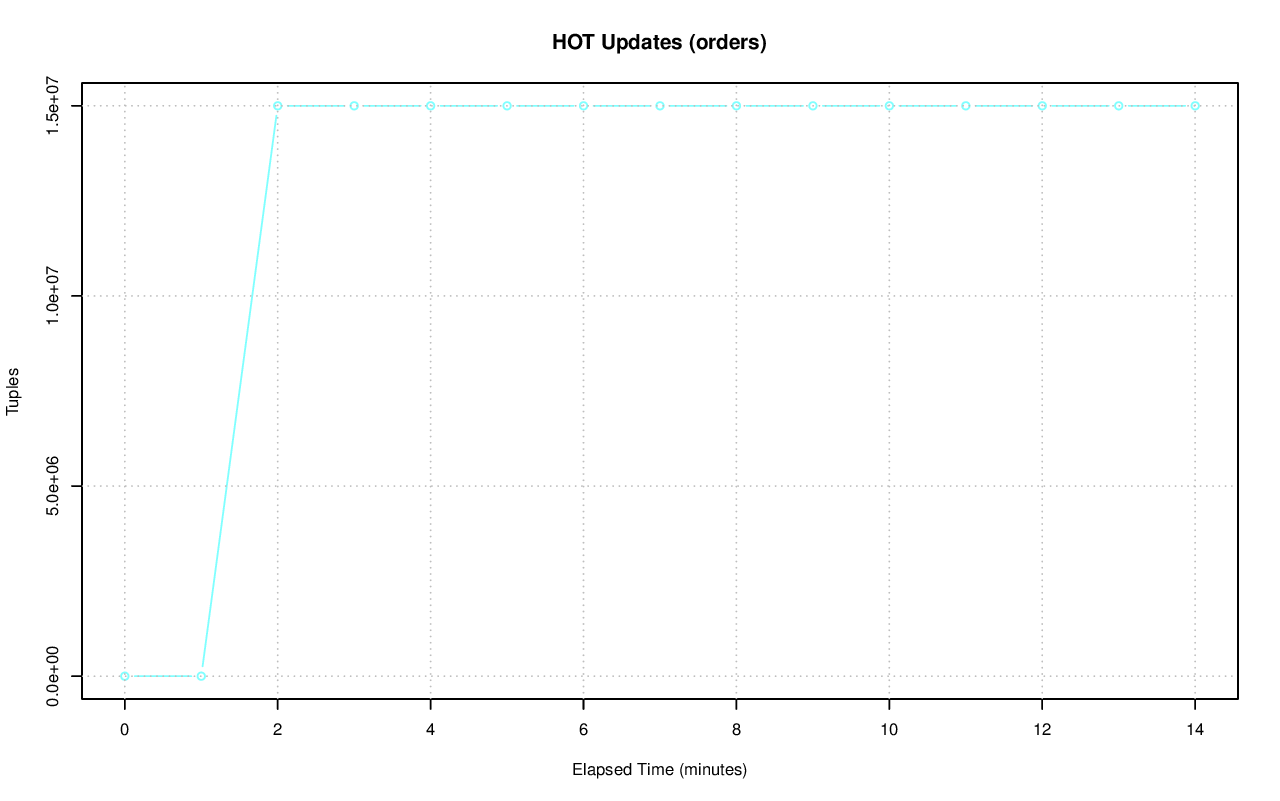 HOT Updates (orders)
Tuples
1.5e+07
1.0e+07
5.0e+06
0.0e+00
0 2 4 6 8 10 12 14
Elapsed Time (minutes)